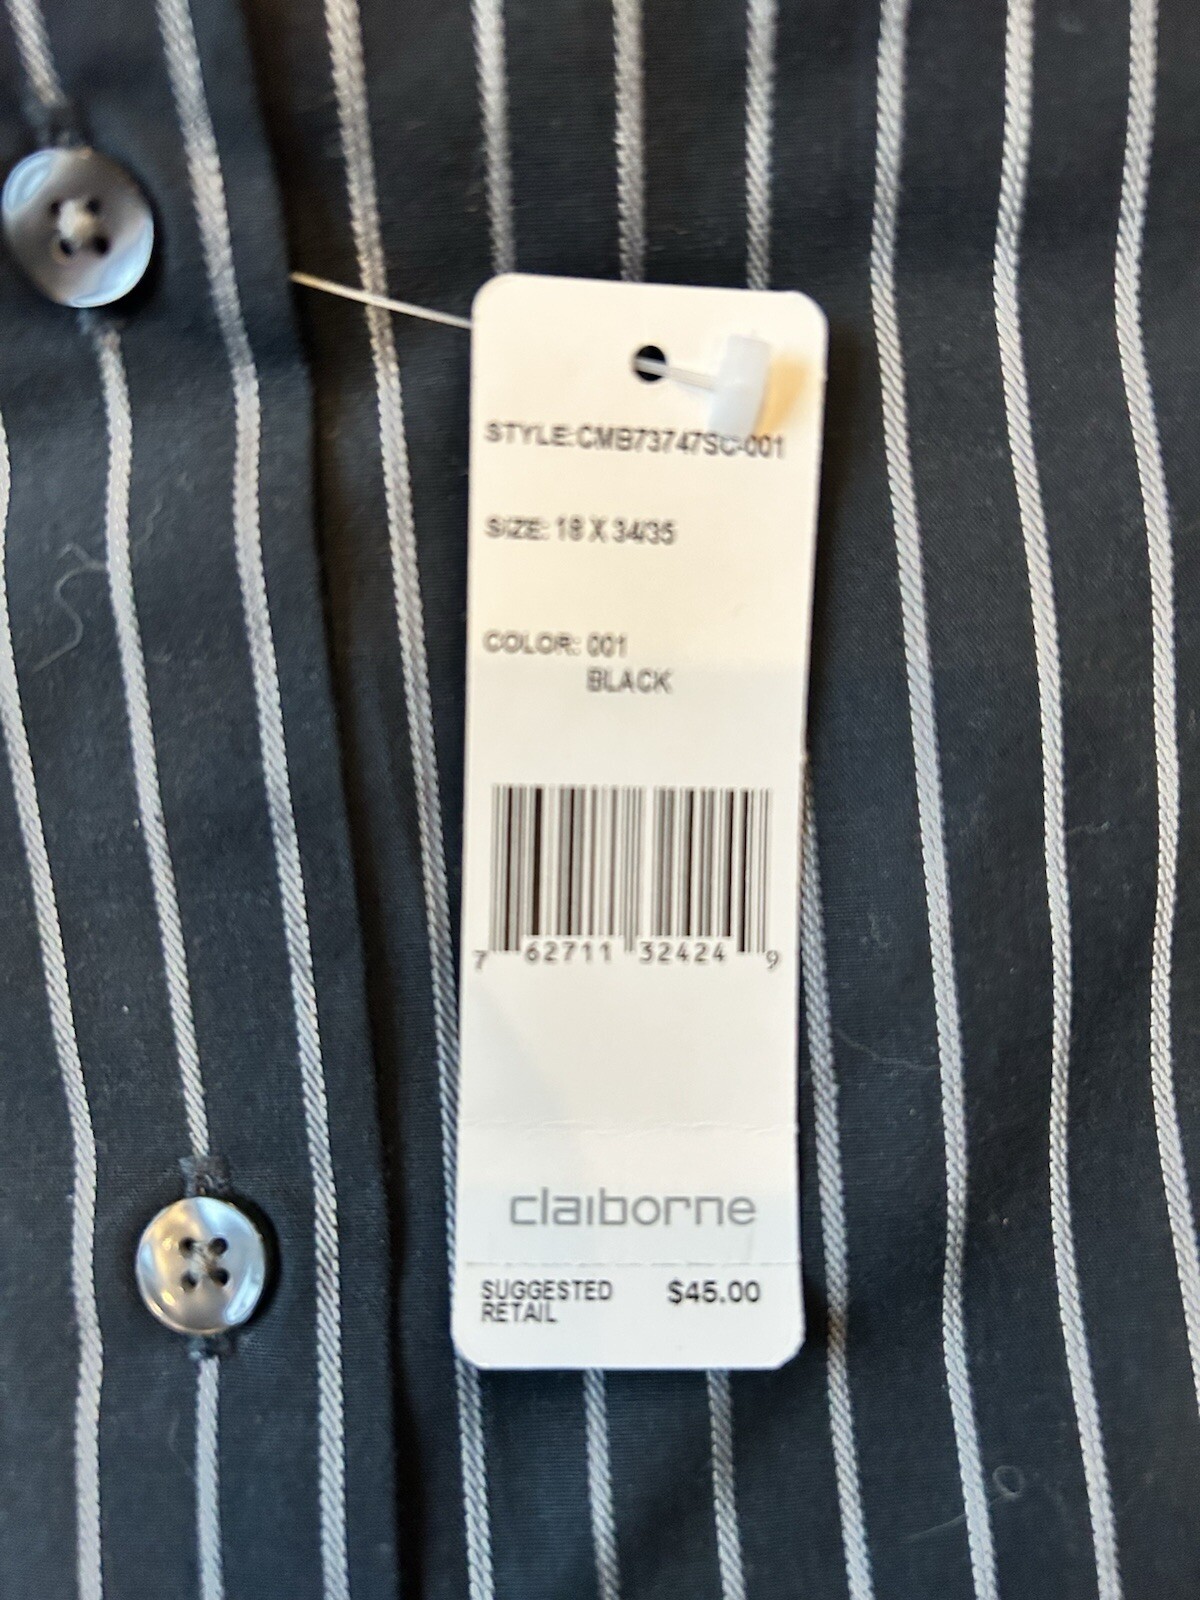 STYLE:CMB73747SC-001
SIZE: 18 X 34/35
COLOR: 001
BLACK
7 62711 32424 9
claiborne
SUGGESTED RETAIL $45.00